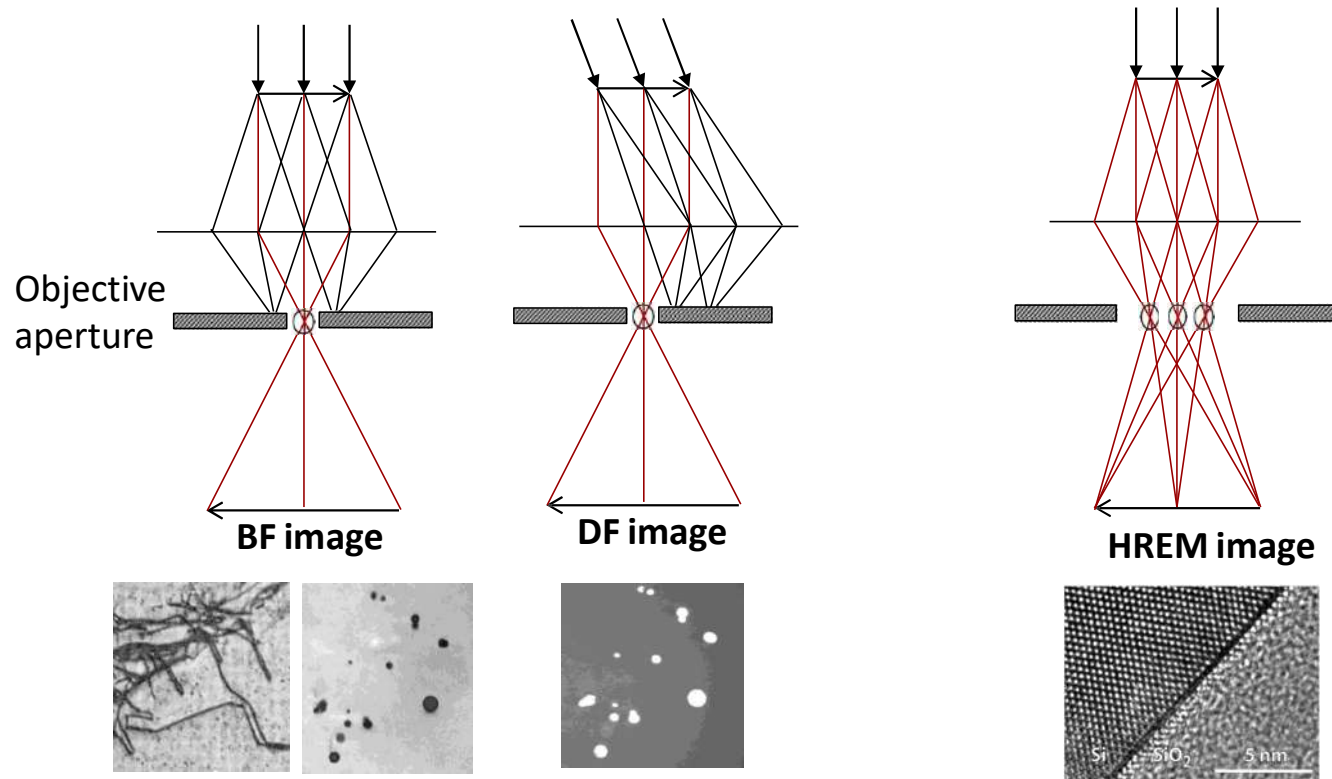 Objective
aperture
BF image
DF image
HREM image
Si
SiO2
5 nm